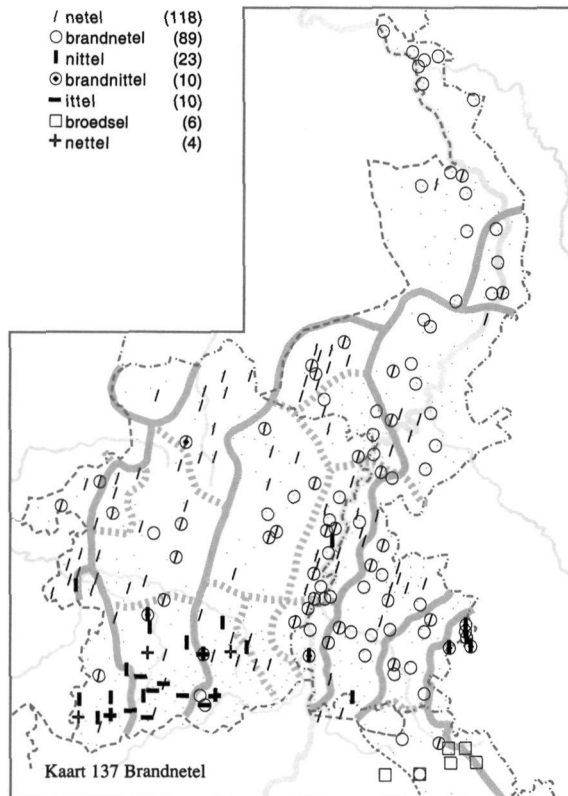 netel (118)
brandnetel (89)
nittel (23)
brandnittel (10)
ittel (10)
broedsel (6)
nettel (4)
Kaart 137 Brandnetel